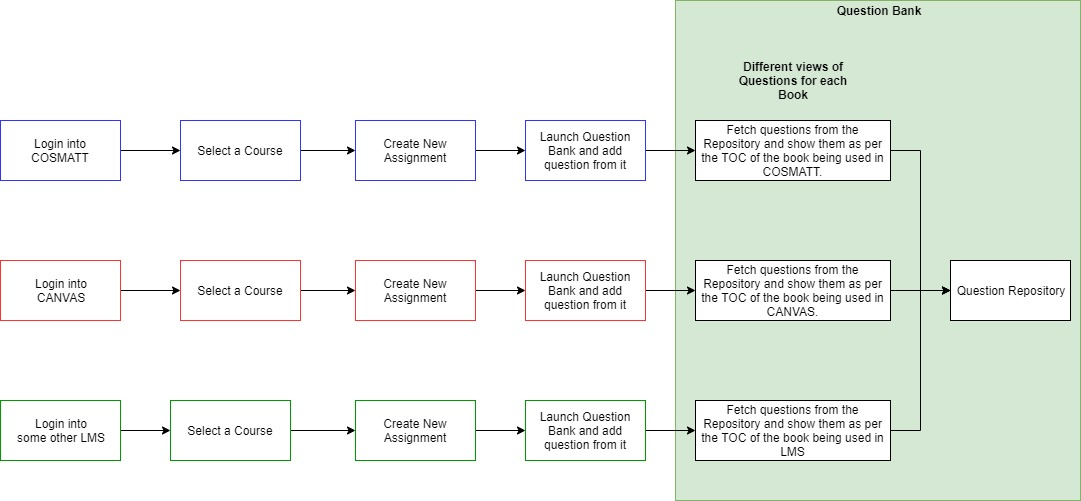 Question Bank
Different views of
Questions for each
Book
Login into
COSMATT
Select a Course
Create New
Assignment
Launch Question
Bank and add
question from it
Fetch questions from the
Repository and show them as per
the TOC of the book being used in
COSMATT.
Login into
CANVAS
Select a Course
Create New
Assignment
Launch Question
Bank and add
question from it
Fetch questions from the
Repository and show them as per
the TOC of the book being used in
CANVAS.
Question Repository
Login into
some other LMS
Select a Course
Create New
Assignment
Launch Question
Bank and add
question from it
Fetch questions from the
Repository and show them as per
the TOC of the book being used in
LMS